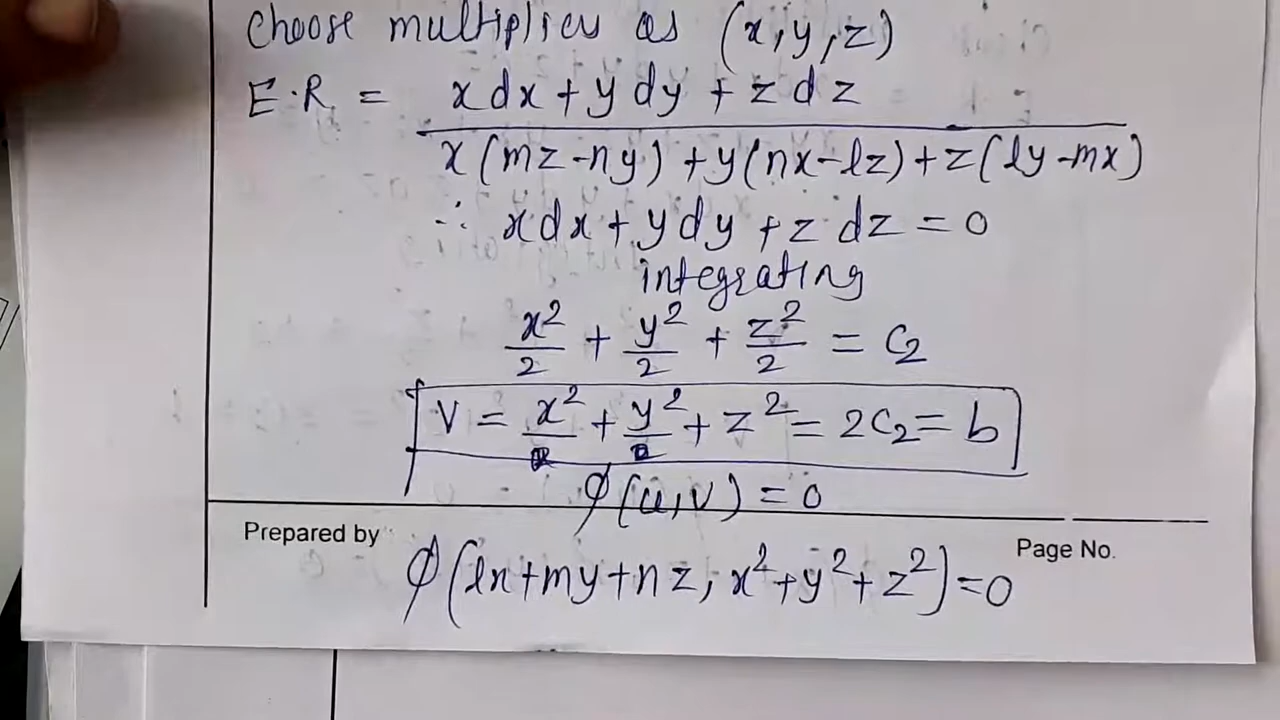 choose multipliers as (x, y, z)
E.R = x dx + y dy + z dz / x(mz-ny) + y(nx-lz) + z(ly-mx)
∴ x dx + y dy + z dz = 0
integrating
x²/2 + y²/2 + z²/2 = c₂
V = x² + y² + z² = 2c₂ = b
ϕ(u,v) = 0
Prepared by
Page No.
ϕ(lx+my+nz, x²+y²+z²)=0